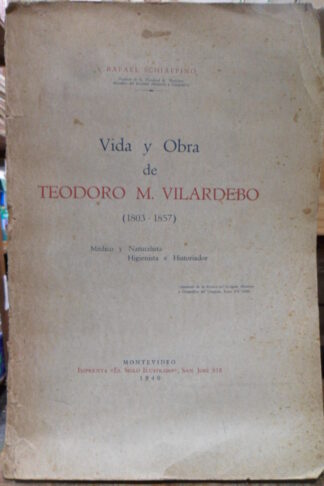 RAFAEL SCHIAFFINO
Vida y Obra
de
TEODORO M. VILARDEBO
(1803 - 1857)
Médico y Naturalista
Higienista e Historiador
MONTEVIDEO
IMPRENTA «EL SIGLO ILUSTRADO», SAN JOSÉ 938
1940